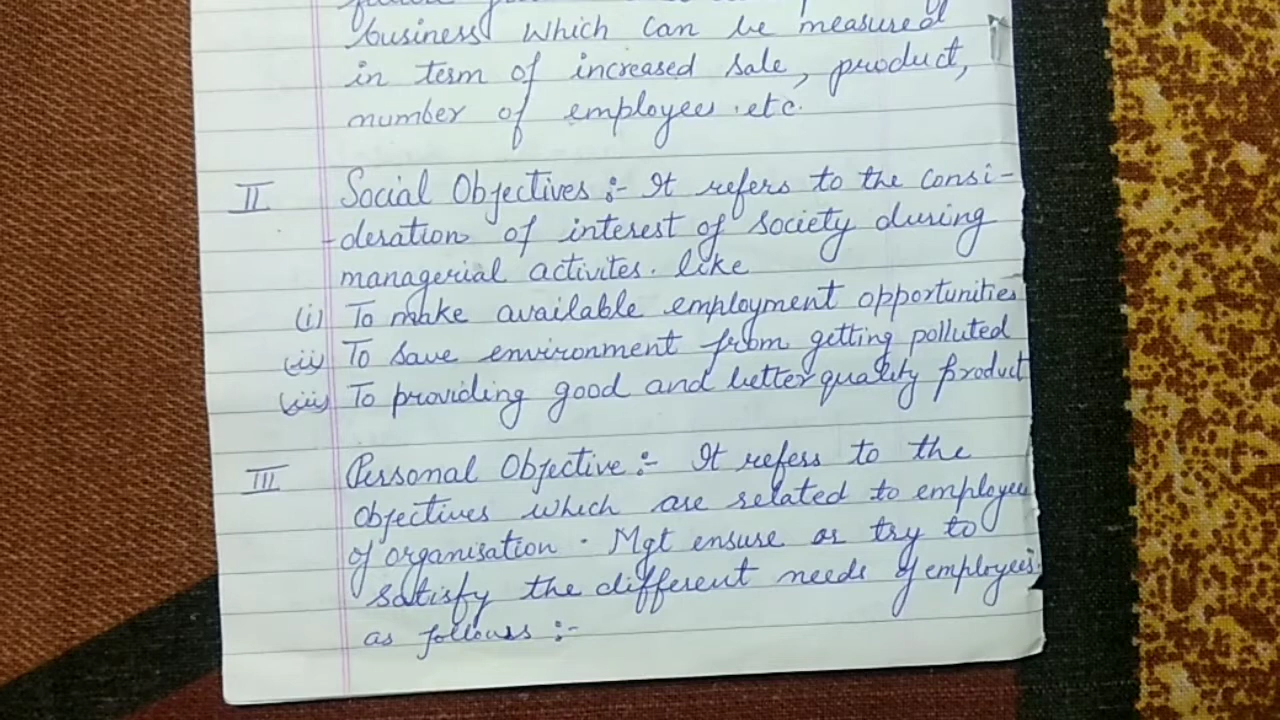 business which can be measured
in term of increased sale, product,
number of employees etc.
II Social Objectives :- It refers to the consi-
-deration of interest of society during
managerial activites. like
(i) To make available employment opportunities
(ii) To save environment from getting polluted
(iii) To providing good and better quality product
III Personal Objective :- It refers to the
objectives which are related to employees
of organisation. Mgt ensure or try to
satisfy the different needs of employees.
as follows :-